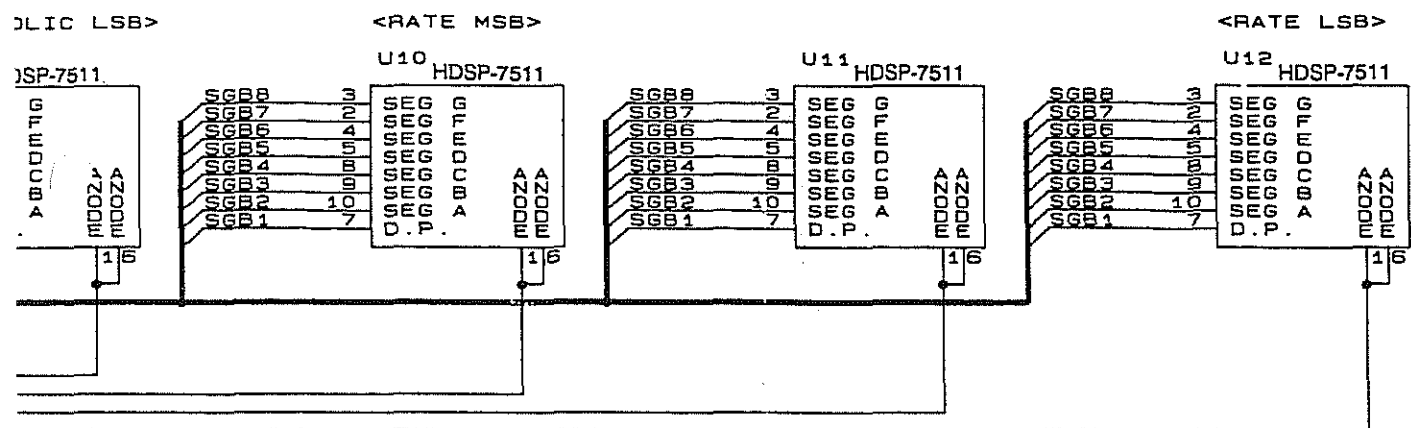 OLIC LSB>
<RATE MSB>
<RATE LSB>
DSP-7511
G
F
E
D
C
B
A
.
ANODE
ANODE
1 6
U10
HDSP-7511
SGB8 3 SEG G
SGB7 2 SEG F
SGB6 4 SEG E
SGB5 5 SEG D
SGB4 8 SEG C
SGB3 9 SEG B
SGB2 10 SEG A
SGB1 7 D.P.
ANODE
ANODE
1 6
U11
HDSP-7511
SGB8 3 SEG G
SGB7 2 SEG F
SGB6 4 SEG E
SGB5 5 SEG D
SGB4 8 SEG C
SGB3 9 SEG B
SGB2 10 SEG A
SGB1 7 D.P.
ANODE
ANODE
1 6
U12
HDSP-7511
SGB8 3 SEG G
SGB7 2 SEG F
SGB6 4 SEG E
SGB5 5 SEG D
SGB4 8 SEG C
SGB3 9 SEG B
SGB2 10 SEG A
SGB1 7 D.P.
ANODE
ANODE
1 6